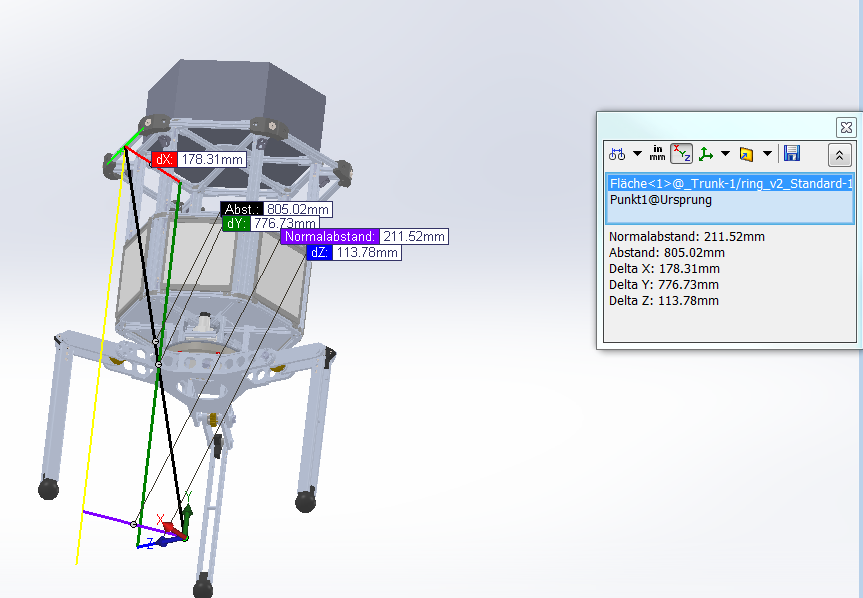 dX: 178.31mm
Abst.: 805.02mm
dY: 776.73mm
Normalabstand: 211.52mm
dZ: 113.78mm
X
Y
Z
in
mm
XYZ
Fläche<1>@_Trunk-1/ring_v2_Standard-1
Punkt1@Ursprung
Normalabstand: 211.52mm
Abstand: 805.02mm
Delta X: 178.31mm
Delta Y: 776.73mm
Delta Z: 113.78mm